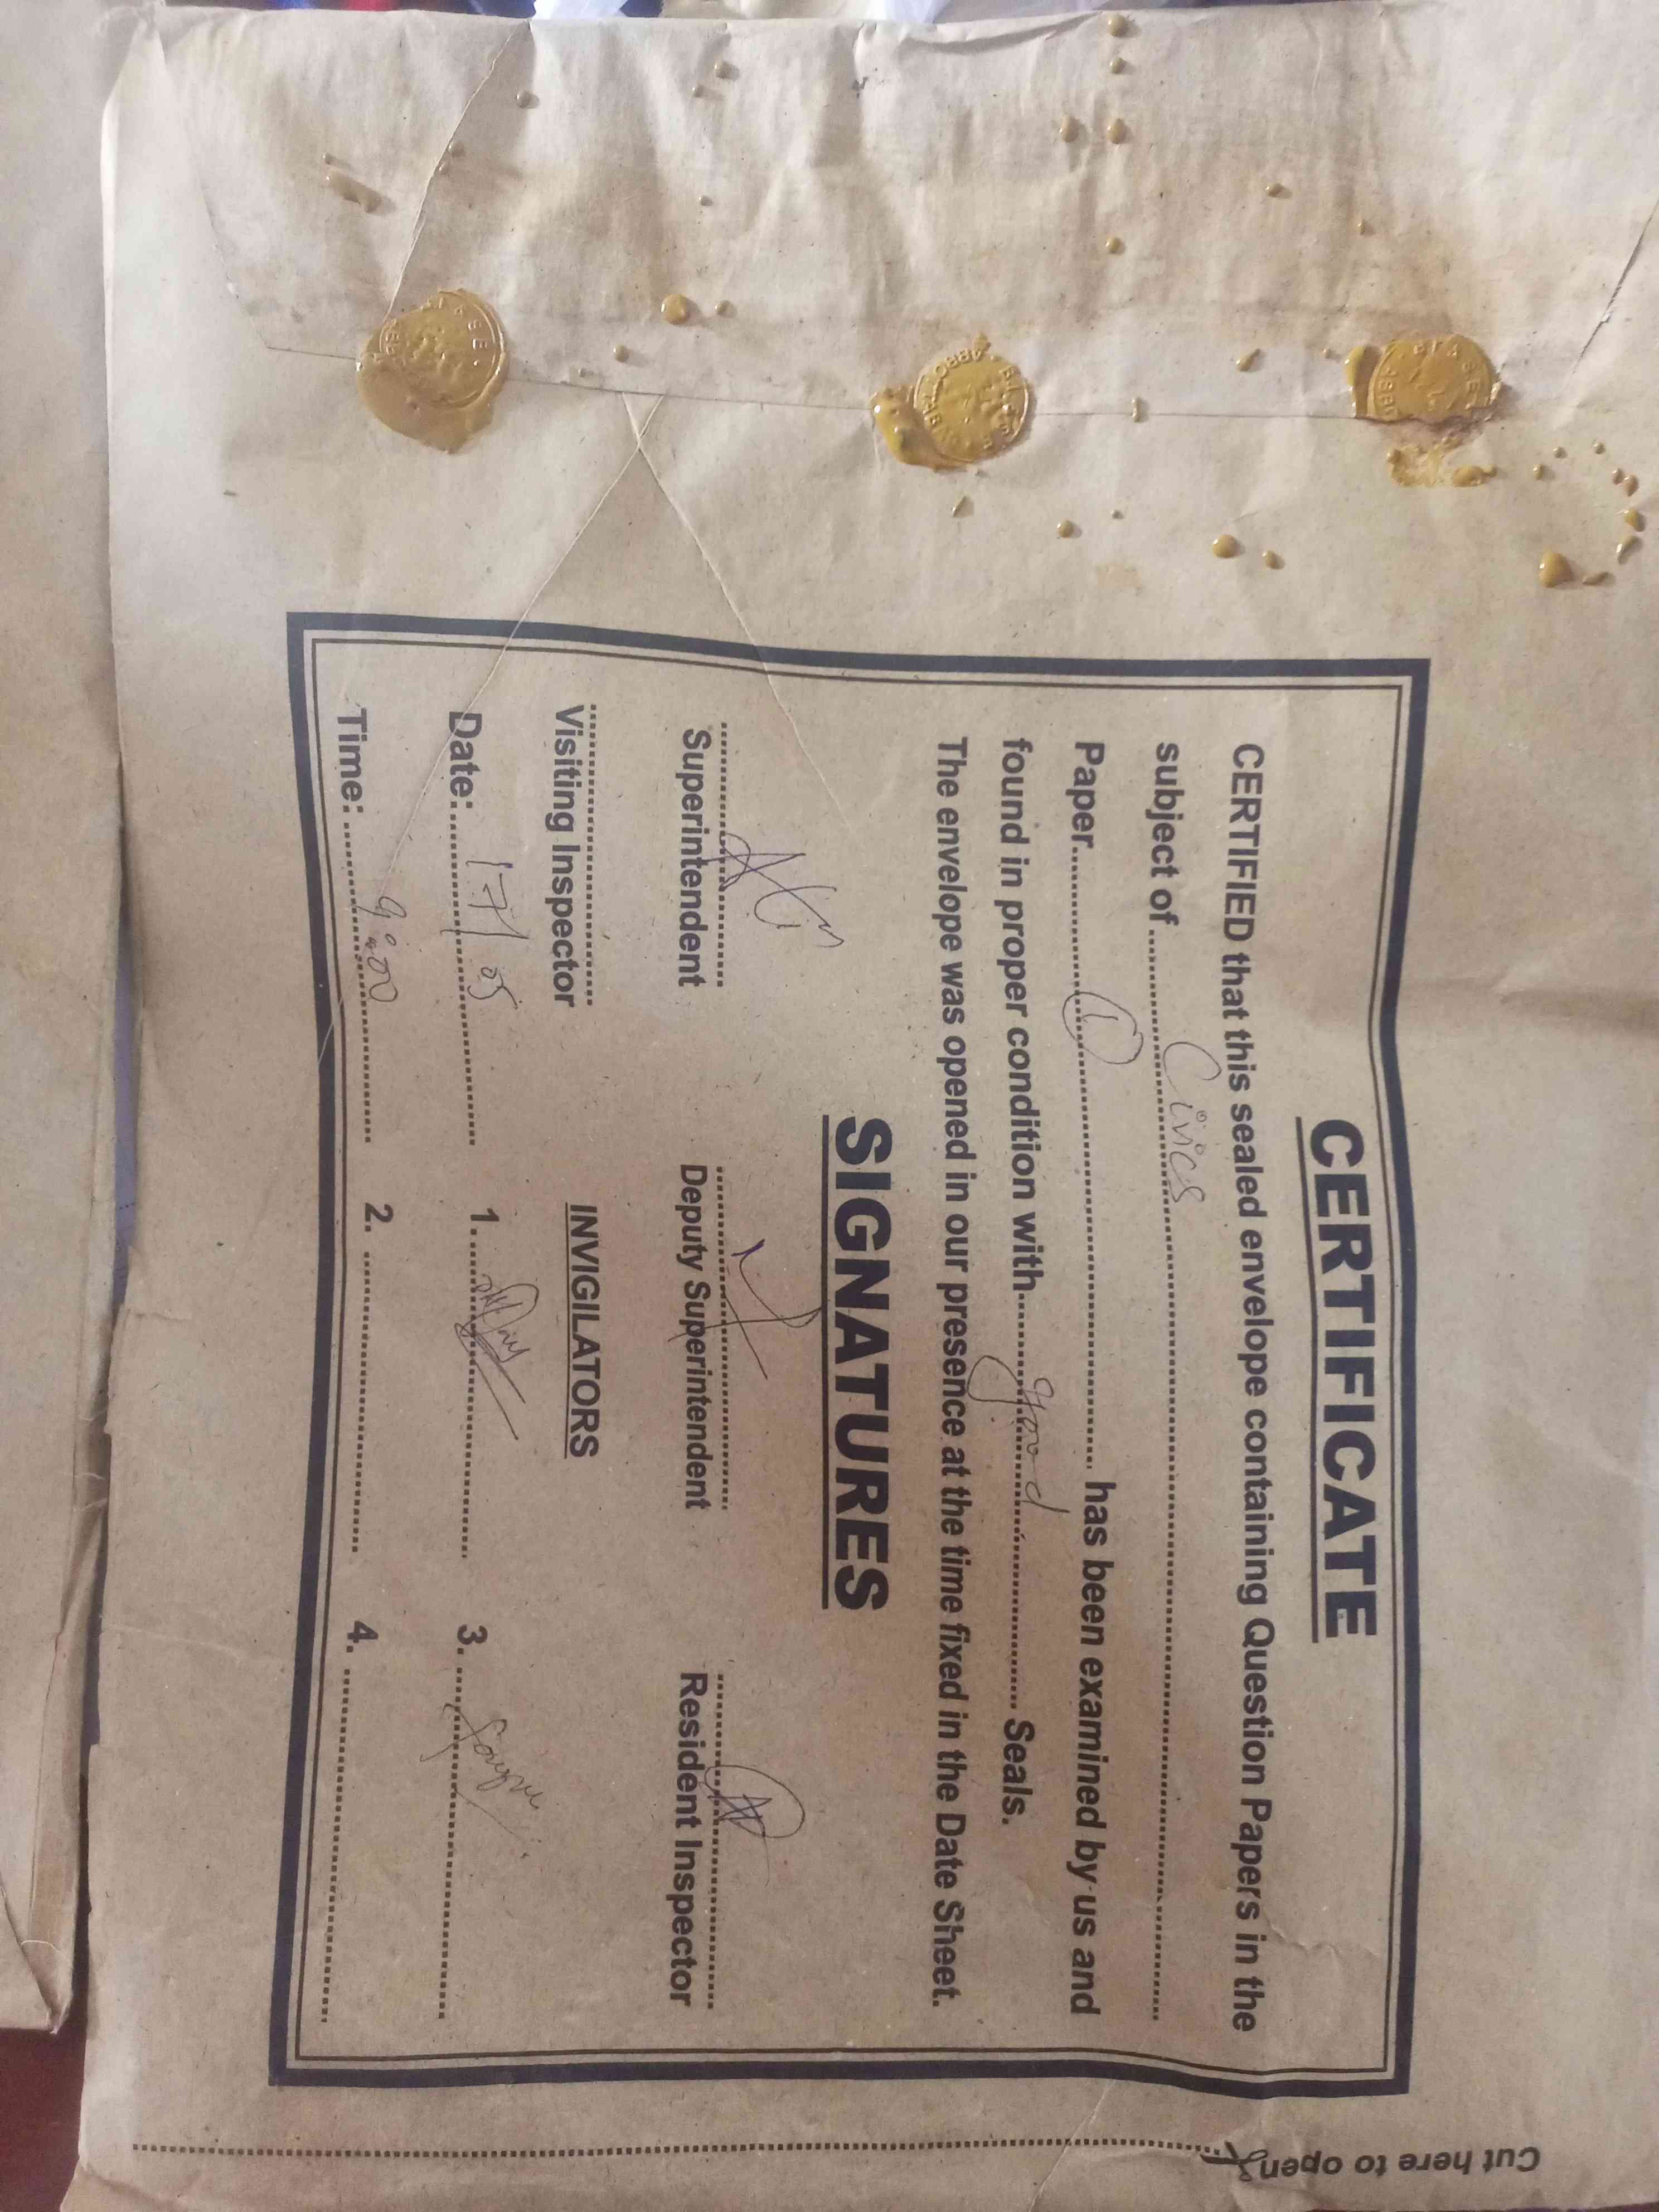 CERTIFICATE
CERTIFIED that this sealed envelope containing Question Papers in the
subject of Civics
Paper I has been examined by us and
found in proper condition with good Seals.
The envelope was opened in our presence at the time fixed in the Date Sheet.
SIGNATURES
Superintendent
Deputy Superintendent
Resident Inspector
Visiting Inspector
INVIGILATORS
Date: 17/05
1.
3.
Time: 9:00
2.
4.
Cut here to open